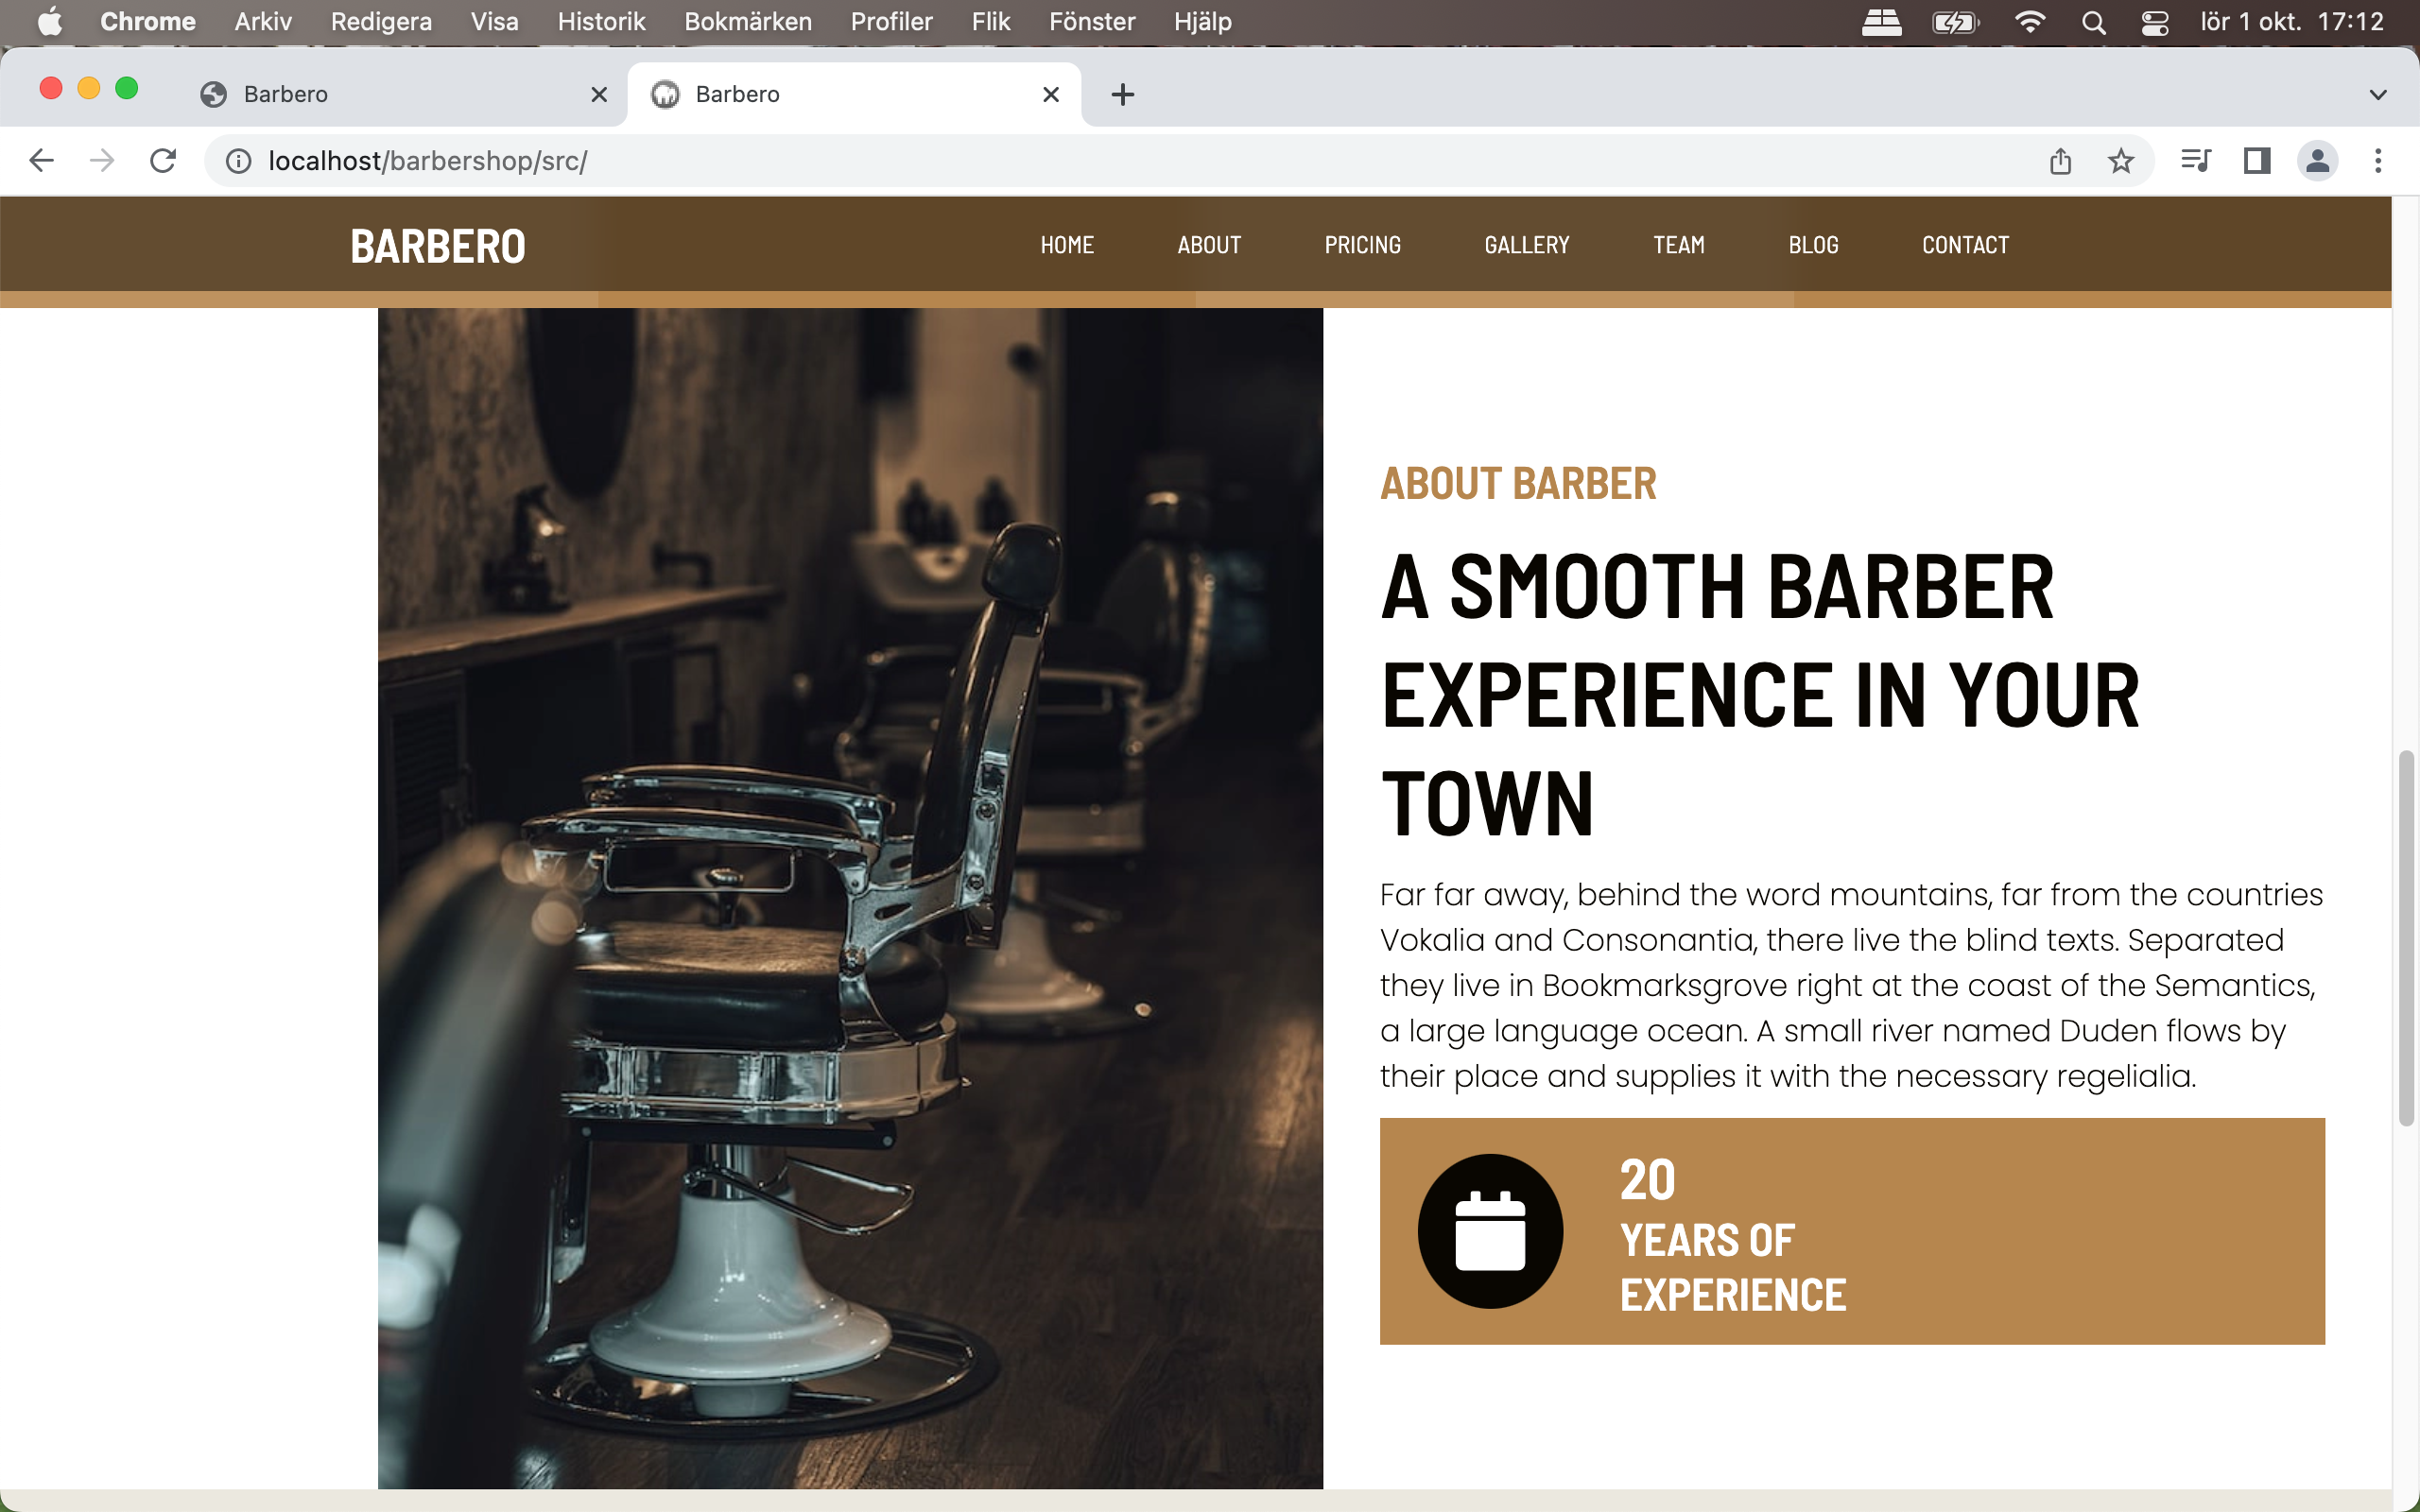 Chrome Arkiv Redigera Visa Historik Bokmärken Profiler Flik Fönster Hjälp lör 1 okt. 17:12
Barbero Barbero
localhost/barbershop/src/
BARBERO HOME ABOUT PRICING GALLERY TEAM BLOG CONTACT
ABOUT BARBER
A SMOOTH BARBER
EXPERIENCE IN YOUR
TOWN
Far far away, behind the word mountains, far from the countries
Vokalia and Consonantia, there live the blind texts. Separated
they live in Bookmarksgrove right at the coast of the Semantics,
a large language ocean. A small river named Duden flows by
their place and supplies it with the necessary regelialia.
20
YEARS OF
EXPERIENCE